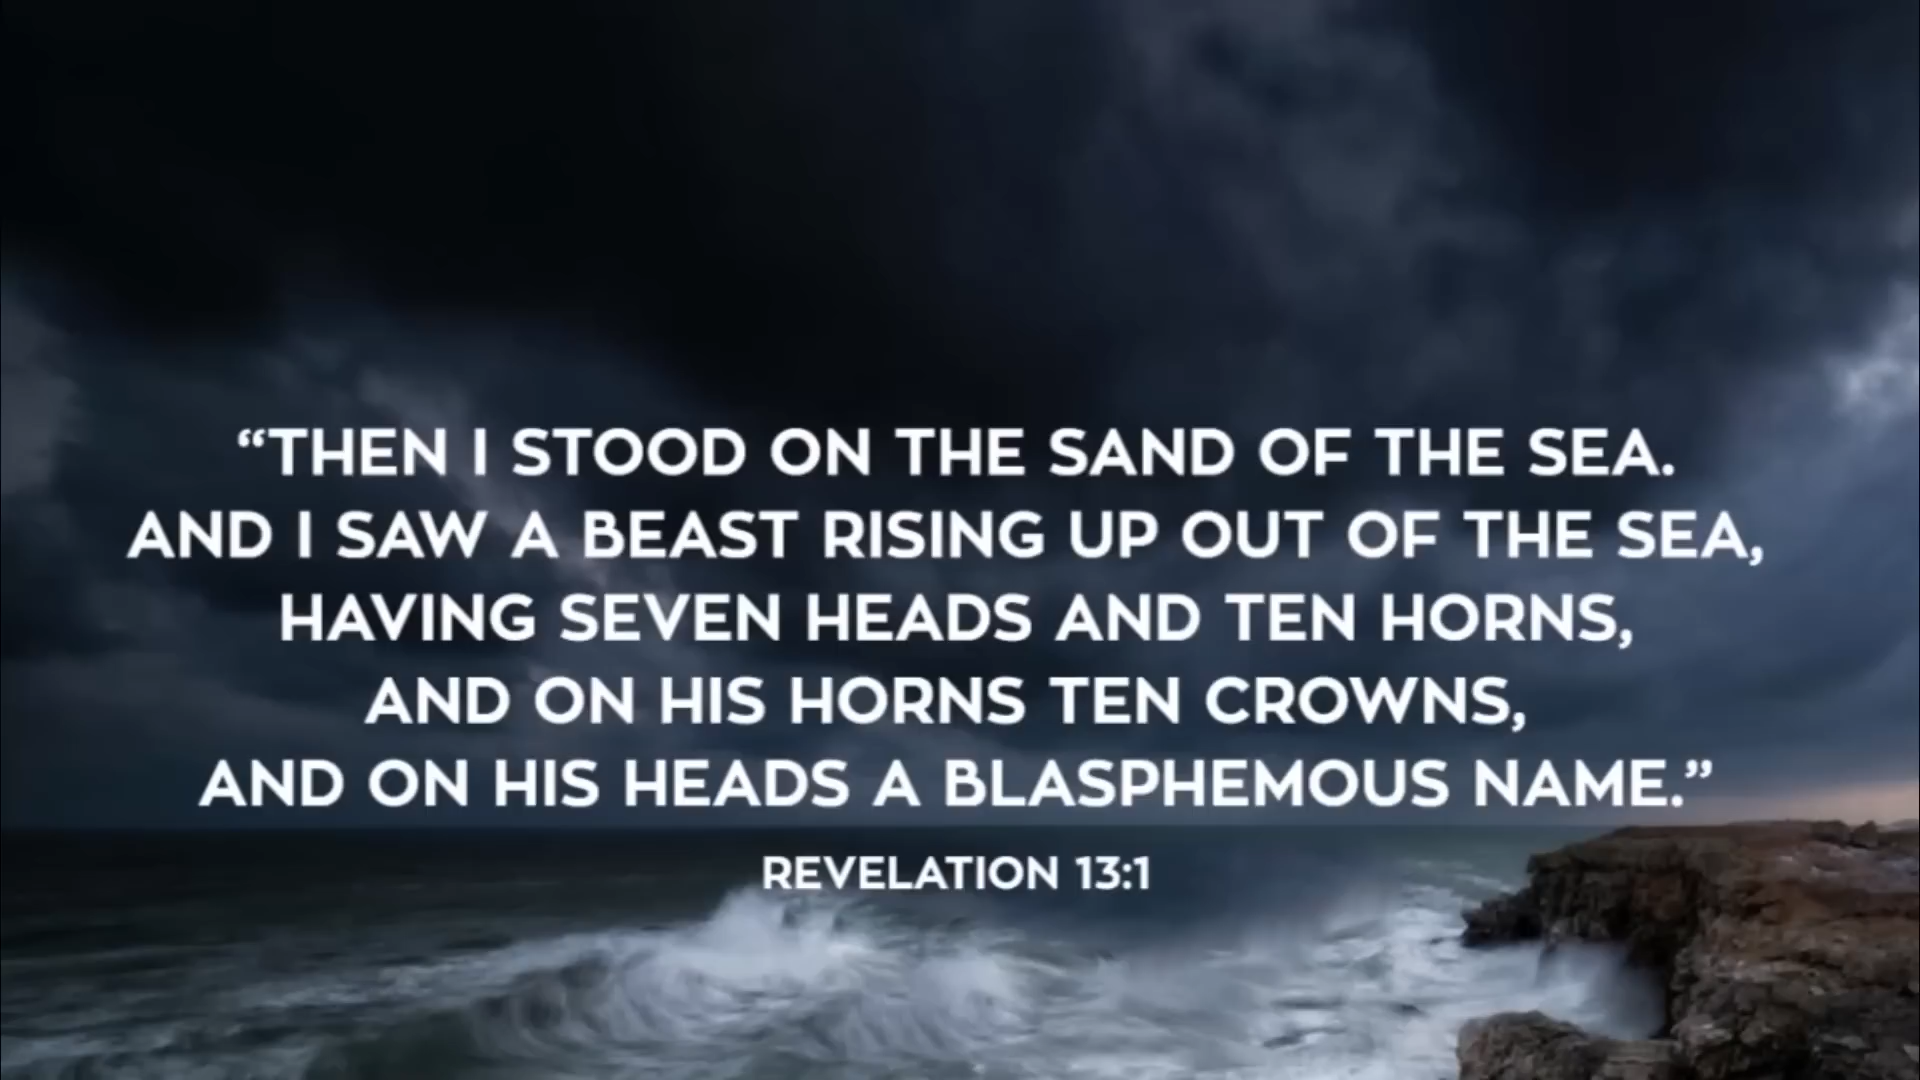 “THEN I STOOD ON THE SAND OF THE SEA.
AND I SAW A BEAST RISING UP OUT OF THE SEA,
HAVING SEVEN HEADS AND TEN HORNS,
AND ON HIS HORNS TEN CROWNS,
AND ON HIS HEADS A BLASPHEMOUS NAME.”
REVELATION 13:1